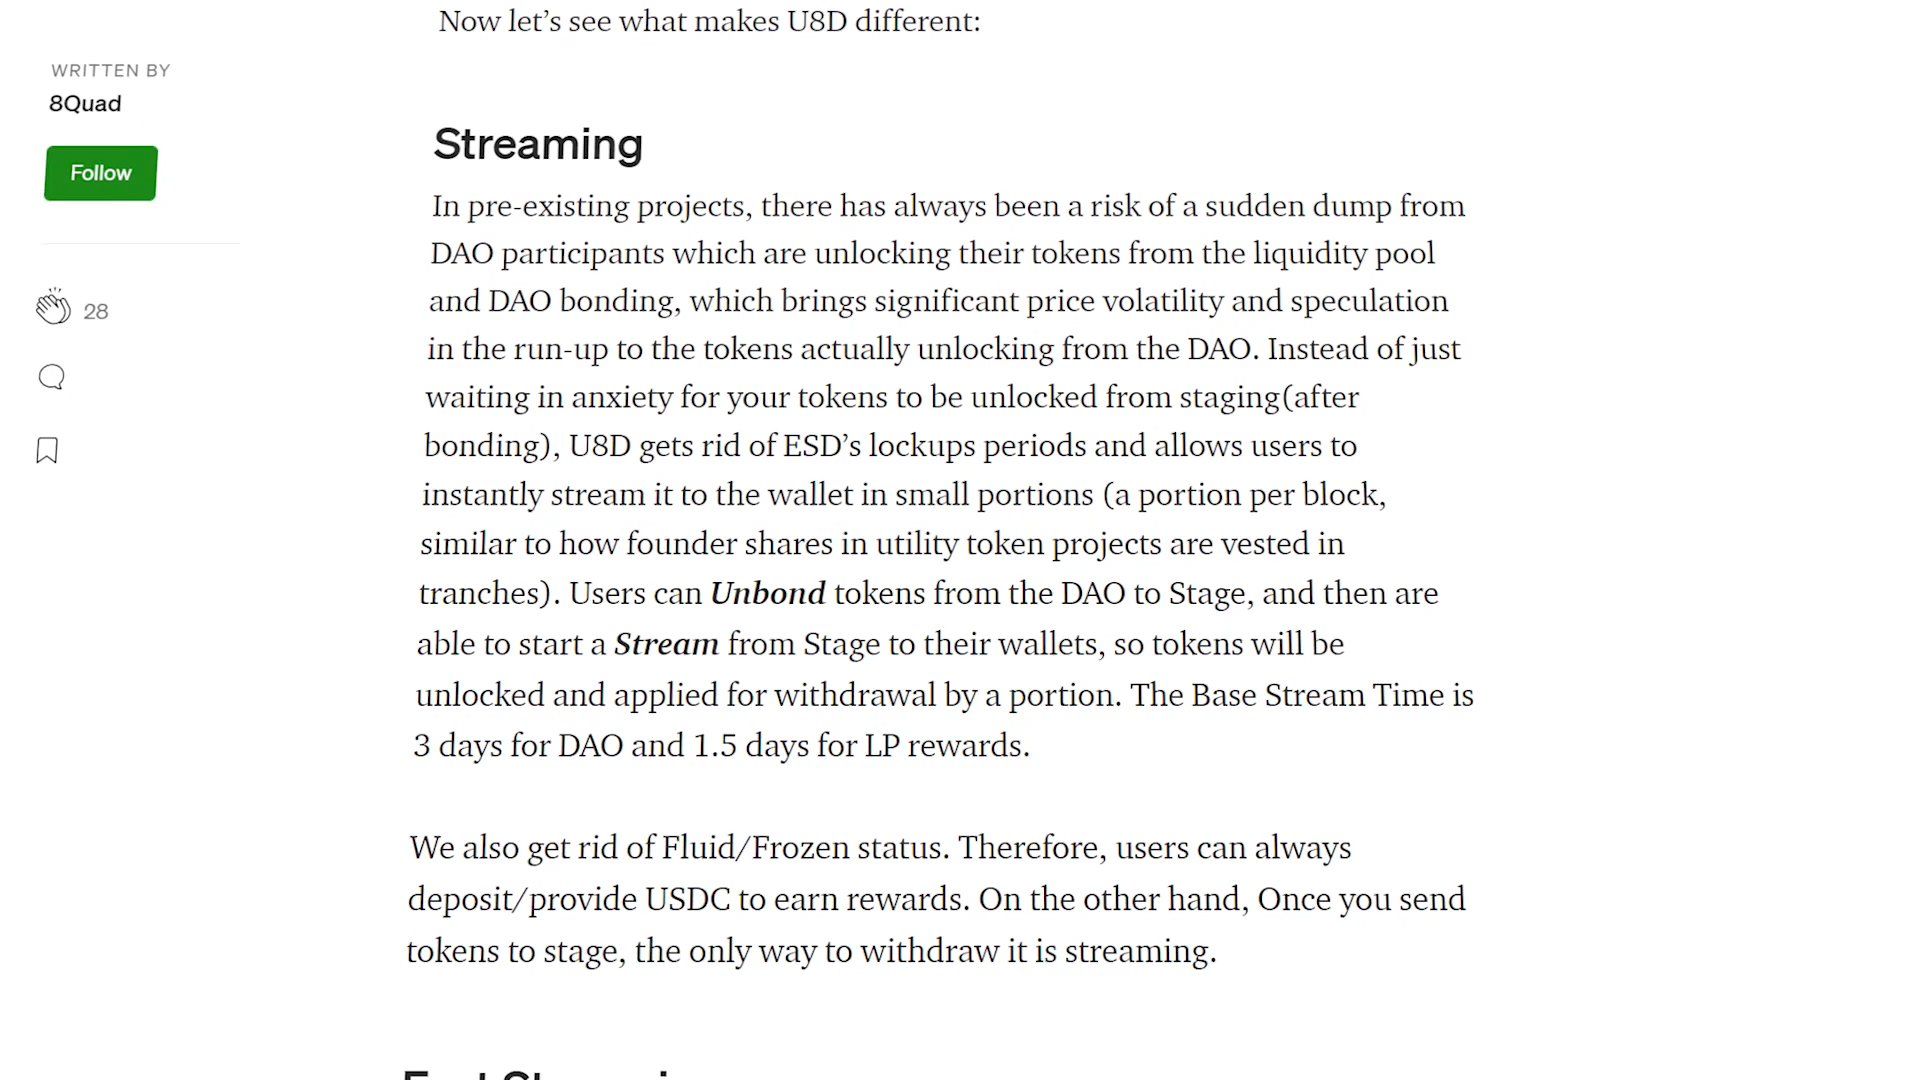 Now let’s see what makes U8D different:
WRITTEN BY
8Quad
Follow
28
Streaming
In pre-existing projects, there has always been a risk of a sudden dump from
DAO participants which are unlocking their tokens from the liquidity pool
and DAO bonding, which brings significant price volatility and speculation
in the run-up to the tokens actually unlocking from the DAO. Instead of just
waiting in anxiety for your tokens to be unlocked from staging(after
bonding), U8D gets rid of ESD’s lockups periods and allows users to
instantly stream it to the wallet in small portions (a portion per block,
similar to how founder shares in utility token projects are vested in
tranches). Users can Unbond tokens from the DAO to Stage, and then are
able to start a Stream from Stage to their wallets, so tokens will be
unlocked and applied for withdrawal by a portion. The Base Stream Time is
3 days for DAO and 1.5 days for LP rewards.
We also get rid of Fluid/Frozen status. Therefore, users can always
deposit/provide USDC to earn rewards. On the other hand, Once you send
tokens to stage, the only way to withdraw it is streaming.